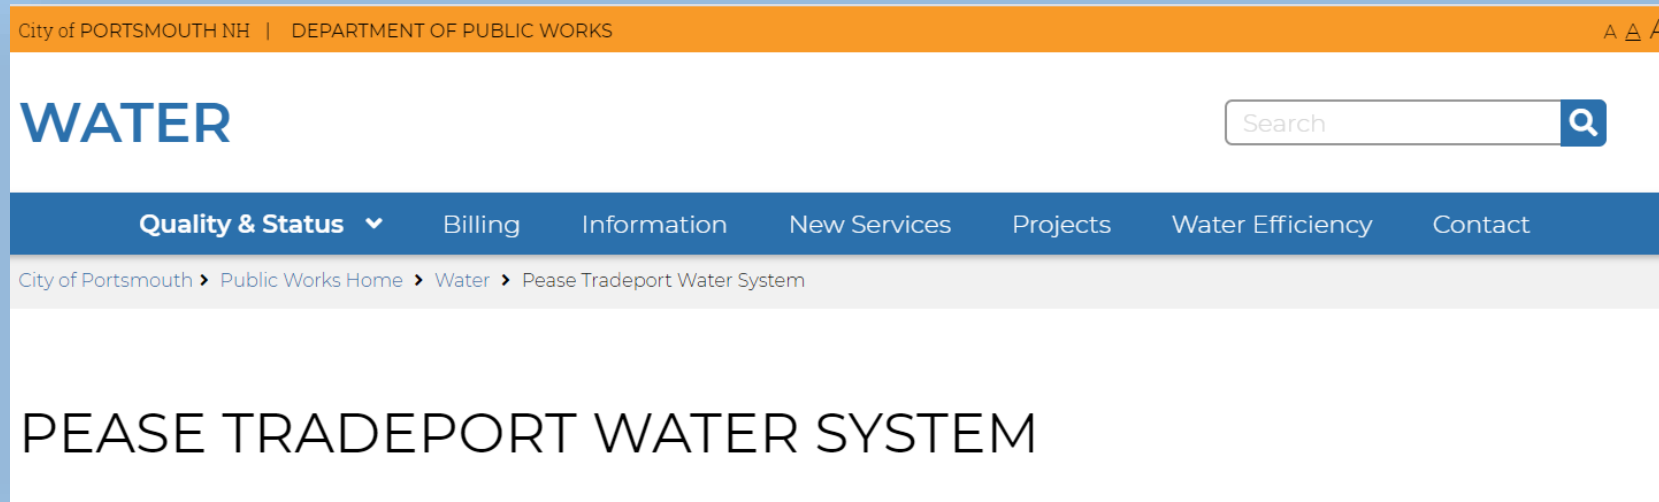 City of PORTSMOUTH NH | DEPARTMENT OF PUBLIC WORKS A A A
WATER
Search
Quality & Status Billing Information New Services Projects Water Efficiency Contact
City of Portsmouth > Public Works Home > Water > Pease Tradeport Water System
PEASE TRADEPORT WATER SYSTEM